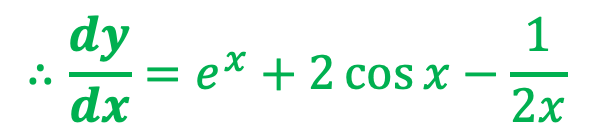 ∴ dy/dx = e^x + 2 cos x − 1/2x